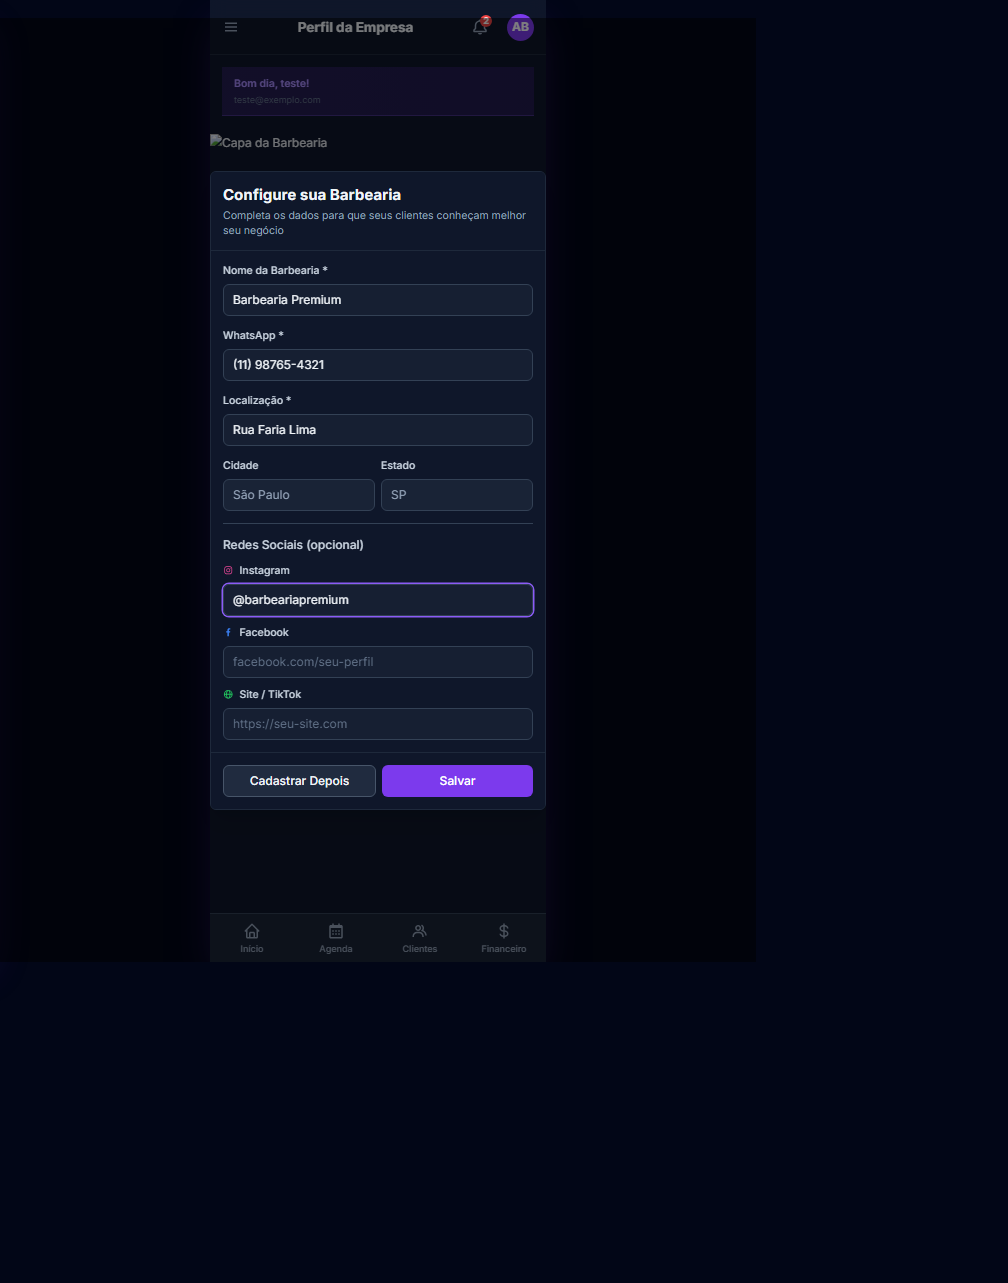 Perfil da Empresa
2
AB
Bom dia, teste!
teste@exemplo.com
Capa da Barbearia
Configure sua Barbearia
Completa os dados para que seus clientes conheçam melhor
seu negócio
Nome da Barbearia *
Barbearia Premium
WhatsApp *
(11) 98765-4321
Localização *
Rua Faria Lima
Cidade
Estado
São Paulo
SP
Redes Sociais (opcional)
Instagram
@barbeariapremium
Facebook
facebook.com/seu-perfil
Site / TikTok
https://seu-site.com
Cadastrar Depois
Salvar
Início
Agenda
Clientes
Financeiro